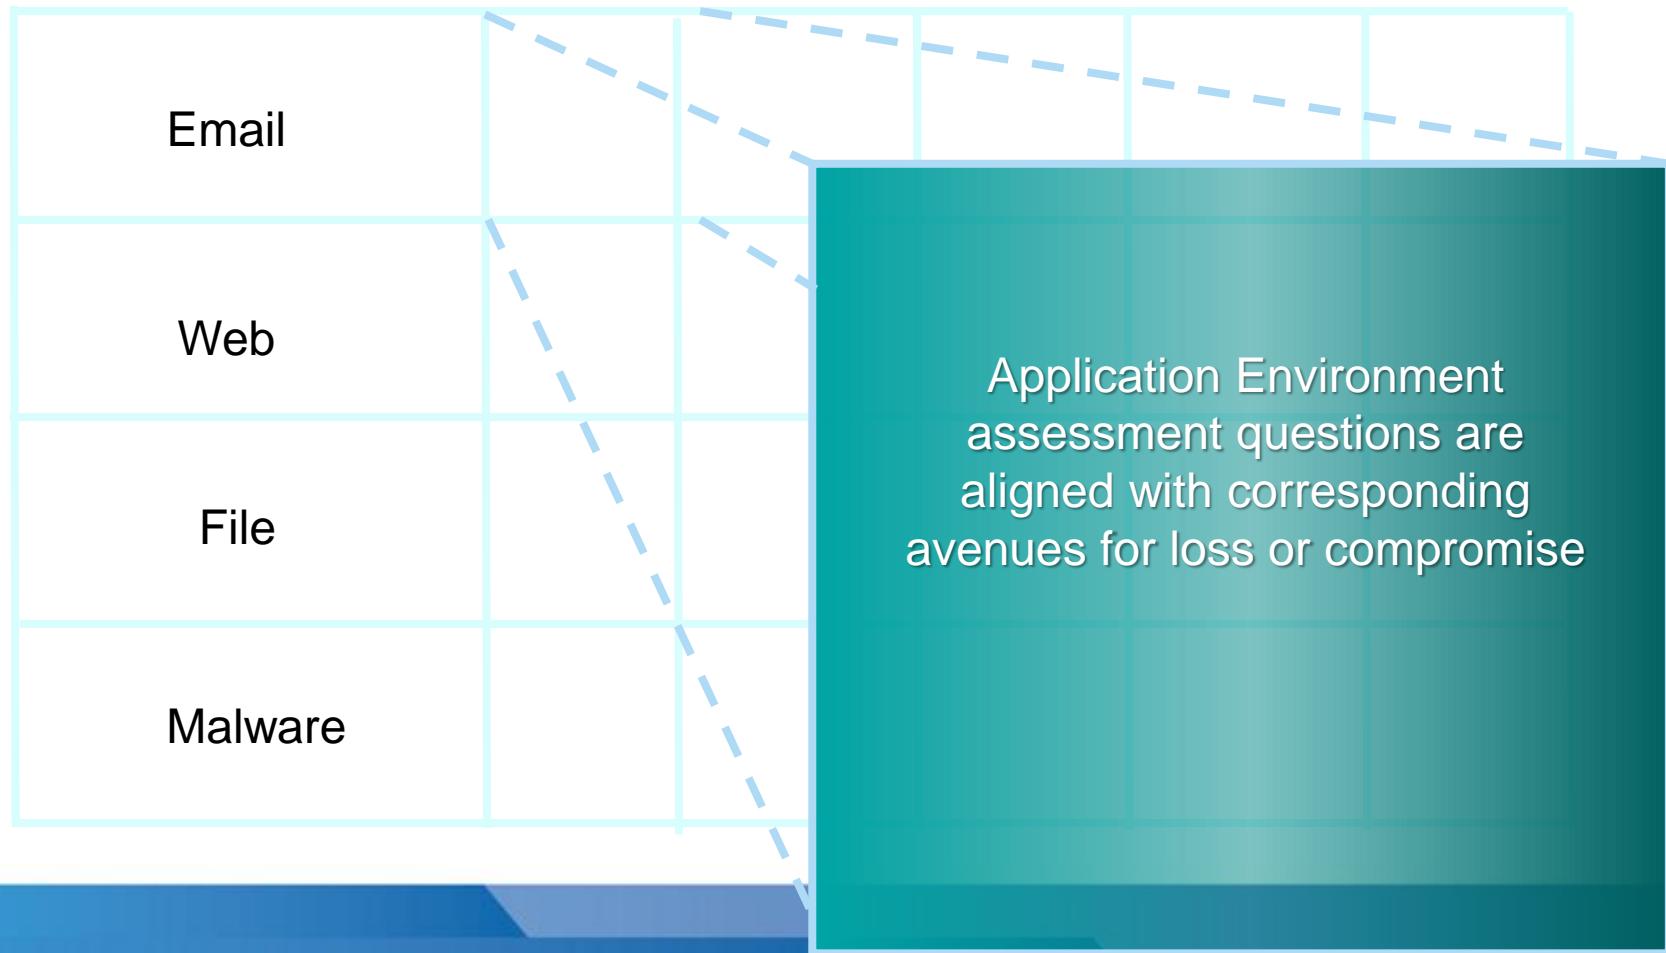 Email
Web
File
Malware
Application Environment
assessment questions are
aligned with corresponding
avenues for loss or compromise